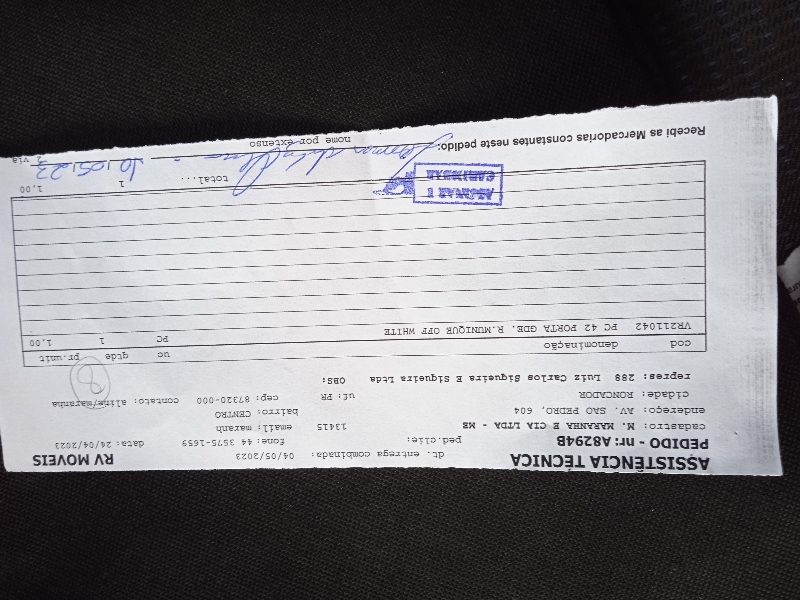 ASSISTÊNCIA TÉCNICA dt. entrega combinada: 04/05/2023 RV MOVEIS
PEDIDO - nr: A8294B ped.clie: fone: 44 3575-1659 data: 24/04/2023
cadastro: M. MARANHA E CIA LTDA - ME 13415 email: maranh
endereço: AV. SAO PEDRO, 604 bairro: CENTRO
cidade: RONCADOR uf: PR cep: 87320-000 contato: aline/maranha
repres: 288 Luiz Carlos Siqueira E Siqueira Ltda OBS:
8
cod denominação uc qtde pr.unit
VR211042 PC 42 PORTA GDE. R.MUNIQUE OFF WHITE PC 1 1,00
total... 1 1,00
ASSINAR E
CARIMBAR
Recebi as Mercadorias constantes neste pedido: 10,05,23 2 via
nome por extenso